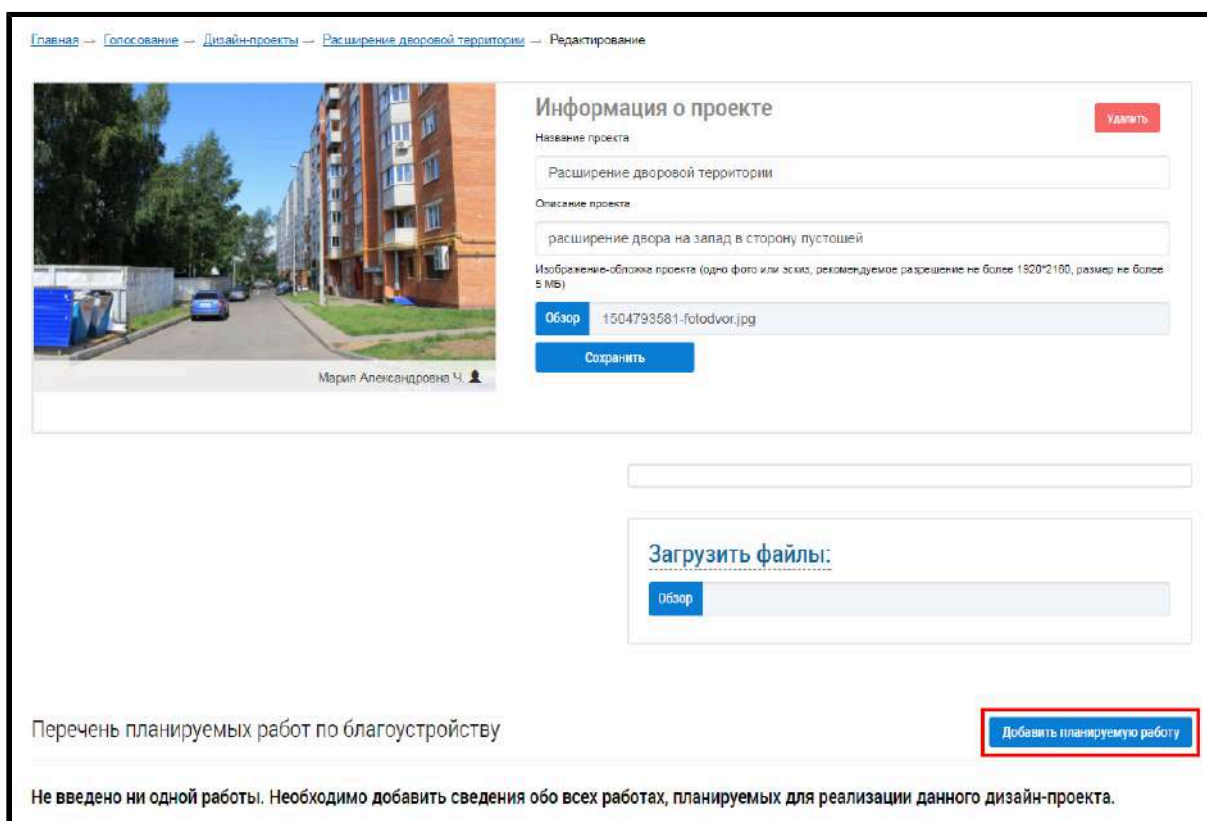 Главная → Голосование → Дизайн-проекты → Расширение дворовой территории → Редактирование
Информация о проекте
Удалить
Название проекта
Расширение дворовой территории
Описание проекта
расширение двора на запад в сторону пустошей
Изображение-обложка проекта (одно фото или эскиз, рекомендуемое разрешение не более 1920*2160, размер не более
5 МБ)
Обзор 1504793581-fotodvor.jpg
Сохранить
Мария Александровна Ч.
Загрузить файлы:
Обзор
Перечень планируемых работ по благоустройству
Добавить планируемую работу
Не введено ни одной работы. Необходимо добавить сведения обо всех работах, планируемых для реализации данного дизайн-проекта.